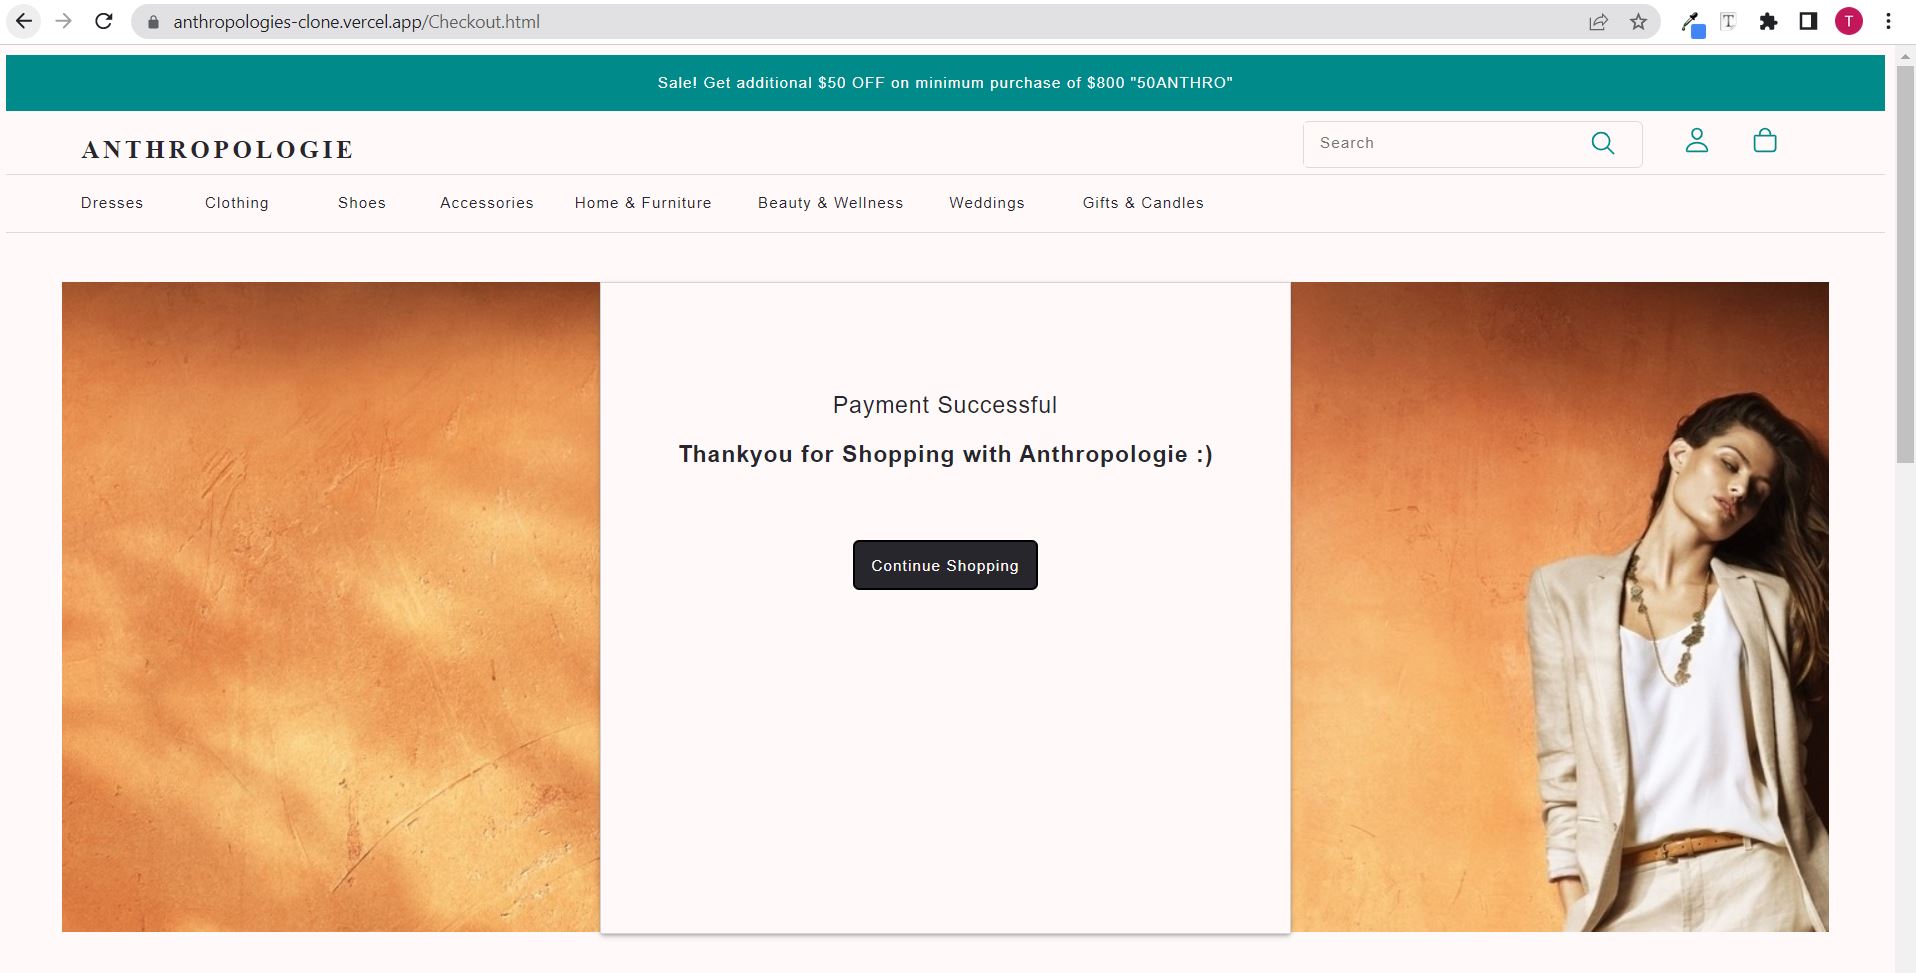 anthropologies-clone.vercel.app/Checkout.html
T
T
Sale! Get additional $50 OFF on minimum purchase of $800 "50ANTHRO"
ANTHROPOLOGIE
Search
Dresses Clothing Shoes Accessories Home & Furniture Beauty & Wellness Weddings Gifts & Candles
Payment Successful
Thankyou for Shopping with Anthropologie :)
Continue Shopping